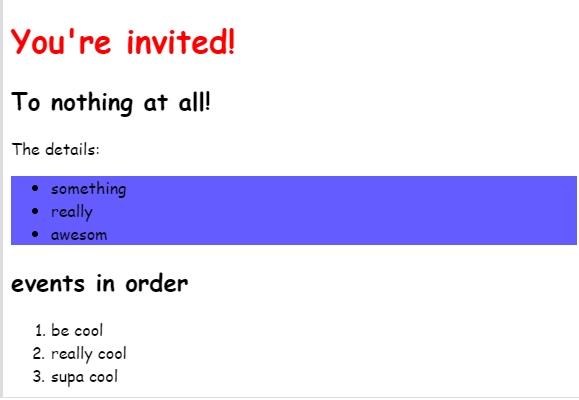 You're invited!
To nothing at all!
The details:
• something
• really
• awesom
events in order
1. be cool
2. really cool
3. supa cool